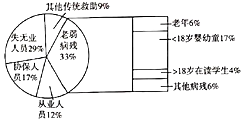 其他传统救助9%
失无业
人员29%
老弱
病残
33%
协保人
员17%
从业人
员12%
老年6%
<18岁婴幼童17%
>18岁在读学生4%
其他病残6%